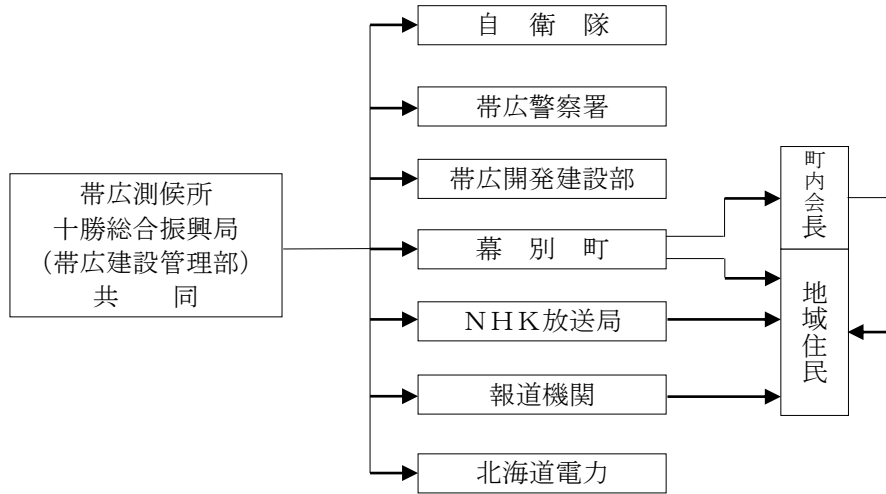 自　衛　隊
帯広警察署
帯広開発建設部
帯広測候所
十勝総合振興局
（帯広建設管理部）
共　　同
幕　別　町
ＮＨＫ放送局
報道機関
北海道電力
町内会長
地域住民